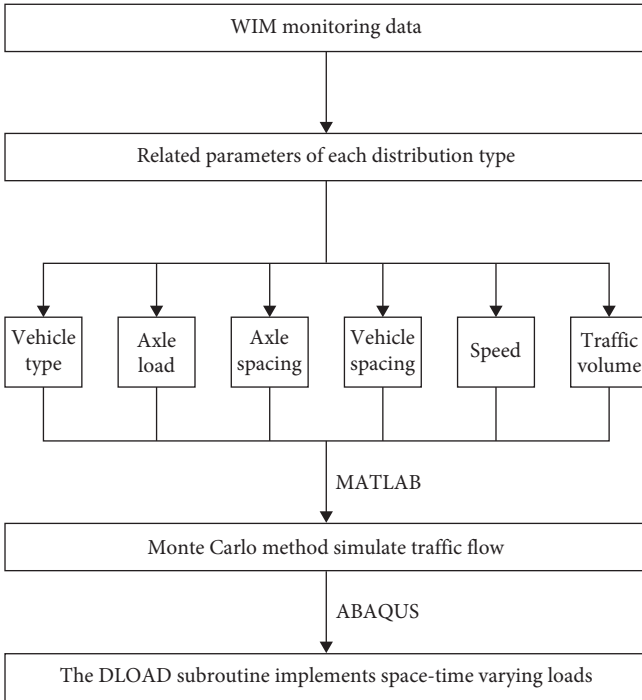 WIM monitoring data
Related parameters of each distribution type
Vehicle
type
Axle
load
Axle
spacing
Vehicle
spacing
Speed
Traffic
volume
MATLAB
Monte Carlo method simulate traffic flow
ABAQUS
The DLOAD subroutine implements space-time varying loads